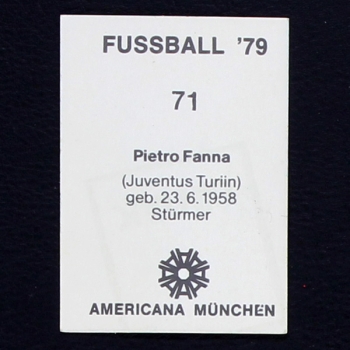 FUSSBALL '79
71
Pietro Fanna
(Juventus Turiin)
geb. 23. 6. 1958
Stürmer
AMERICANA MÜNCHEN